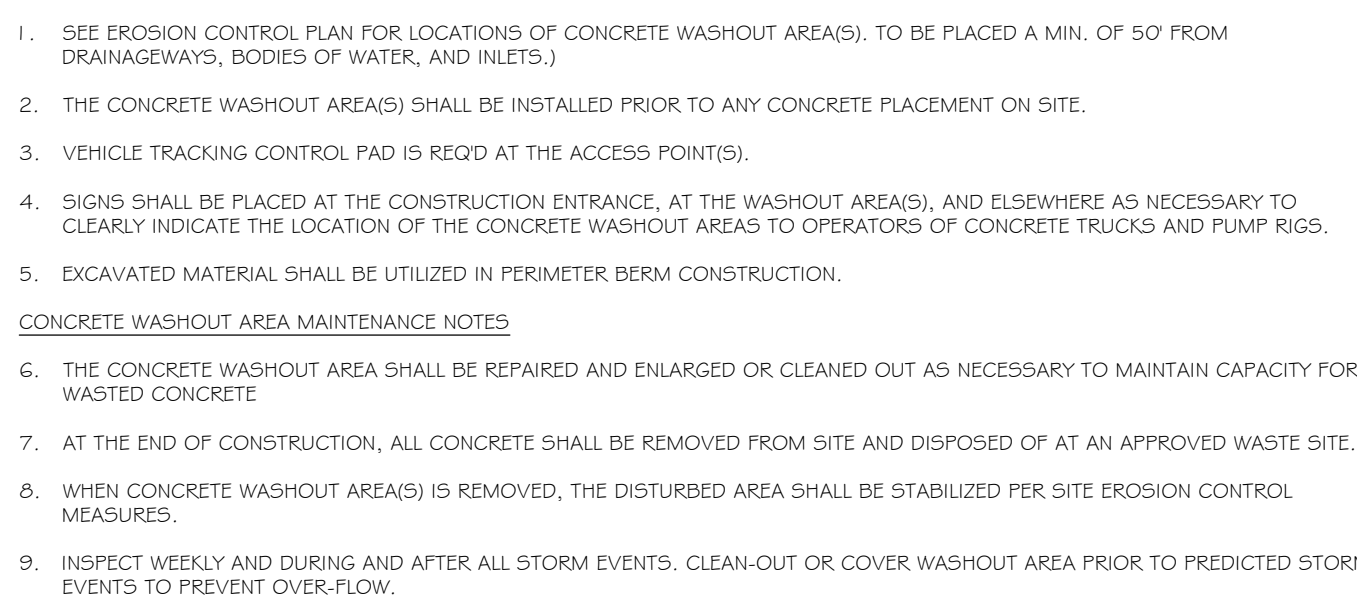 1. SEE EROSION CONTROL PLAN FOR LOCATIONS OF CONCRETE WASHOUT AREA(S). TO BE PLACED A MIN. OF 50' FROM
DRAINAGEWAYS, BODIES OF WATER, AND INLETS.)
2. THE CONCRETE WASHOUT AREA(S) SHALL BE INSTALLED PRIOR TO ANY CONCRETE PLACEMENT ON SITE.
3. VEHICLE TRACKING CONTROL PAD IS REQ'D AT THE ACCESS POINT(S).
4. SIGNS SHALL BE PLACED AT THE CONSTRUCTION ENTRANCE, AT THE WASHOUT AREA(S), AND ELSEWHERE AS NECESSARY TO
CLEARLY INDICATE THE LOCATION OF THE CONCRETE WASHOUT AREAS TO OPERATORS OF CONCRETE TRUCKS AND PUMP RIGS.
5. EXCAVATED MATERIAL SHALL BE UTILIZED IN PERIMETER BERM CONSTRUCTION.
CONCRETE WASHOUT AREA MAINTENANCE NOTES
6. THE CONCRETE WASHOUT AREA SHALL BE REPAIRED AND ENLARGED OR CLEANED OUT AS NECESSARY TO MAINTAIN CAPACITY FOR
WASTED CONCRETE
7. AT THE END OF CONSTRUCTION, ALL CONCRETE SHALL BE REMOVED FROM SITE AND DISPOSED OF AT AN APPROVED WASTE SITE.
8. WHEN CONCRETE WASHOUT AREA(S) IS REMOVED, THE DISTURBED AREA SHALL BE STABILIZED PER SITE EROSION CONTROL
MEASURES.
9. INSPECT WEEKLY AND DURING AND AFTER ALL STORM EVENTS. CLEAN-OUT OR COVER WASHOUT AREA PRIOR TO PREDICTED STORM
EVENTS TO PREVENT OVER-FLOW.